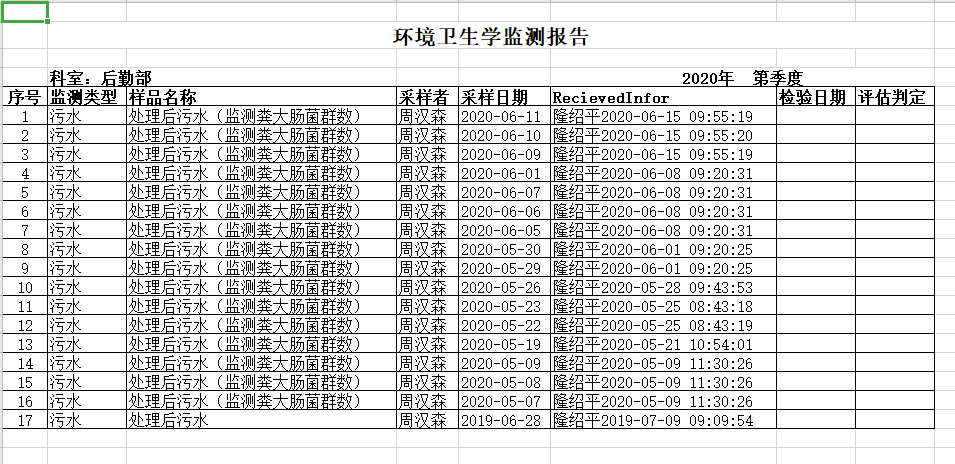 环境卫生学监测报告
科室：后勤部 2020年 第季度
序号 监测类型 样品名称 采样者 采样日期 RecievedInfor 检验日期 评估判定
1 污水 处理后污水（监测粪大肠菌群数） 周汉森 2020-06-11 隆绍平2020-06-15 09:55:19
2 污水 处理后污水（监测粪大肠菌群数） 周汉森 2020-06-10 隆绍平2020-06-15 09:55:20
3 污水 处理后污水（监测粪大肠菌群数） 周汉森 2020-06-09 隆绍平2020-06-15 09:55:19
4 污水 处理后污水（监测粪大肠菌群数） 周汉森 2020-06-01 隆绍平2020-06-08 09:20:31
5 污水 处理后污水（监测粪大肠菌群数） 周汉森 2020-06-07 隆绍平2020-06-08 09:20:31
6 污水 处理后污水（监测粪大肠菌群数） 周汉森 2020-06-06 隆绍平2020-06-08 09:20:31
7 污水 处理后污水（监测粪大肠菌群数） 周汉森 2020-06-05 隆绍平2020-06-08 09:20:31
8 污水 处理后污水（监测粪大肠菌群数） 周汉森 2020-05-30 隆绍平2020-06-01 09:20:25
9 污水 处理后污水（监测粪大肠菌群数） 周汉森 2020-05-29 隆绍平2020-06-01 09:20:25
10 污水 处理后污水（监测粪大肠菌群数） 周汉森 2020-05-26 隆绍平2020-05-28 09:43:53
11 污水 处理后污水（监测粪大肠菌群数） 周汉森 2020-05-23 隆绍平2020-05-25 08:43:18
12 污水 处理后污水（监测粪大肠菌群数） 周汉森 2020-05-22 隆绍平2020-05-25 08:43:19
13 污水 处理后污水（监测粪大肠菌群数） 周汉森 2020-05-19 隆绍平2020-05-21 10:54:01
14 污水 处理后污水（监测粪大肠菌群数） 周汉森 2020-05-09 隆绍平2020-05-09 11:30:26
15 污水 处理后污水（监测粪大肠菌群数） 周汉森 2020-05-08 隆绍平2020-05-09 11:30:26
16 污水 处理后污水（监测粪大肠菌群数） 周汉森 2020-05-07 隆绍平2020-05-09 11:30:26
17 污水 处理后污水 周汉森 2019-06-28 隆绍平2019-07-09 09:09:54